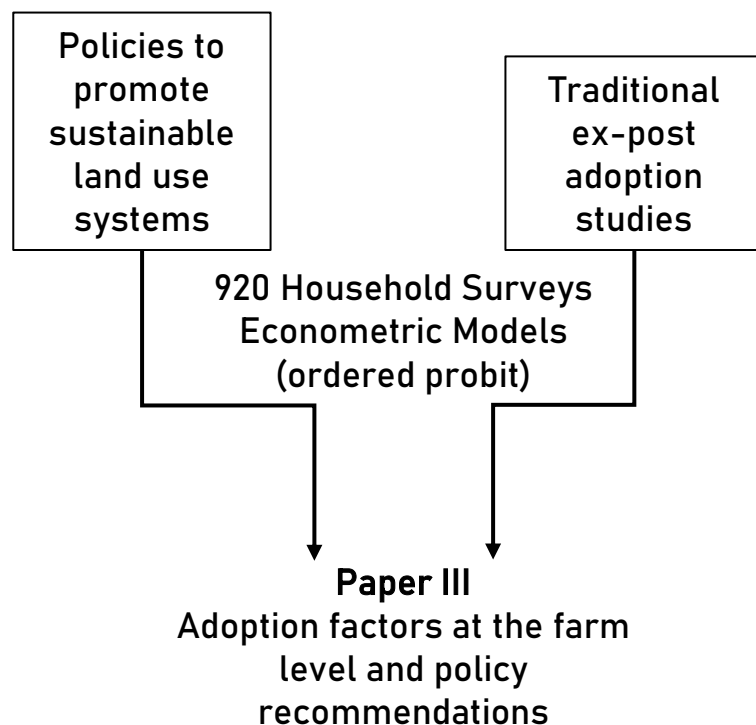 Policies to
promote
sustainable
land use
systems
Traditional
ex-post
adoption
studies
920 Household Surveys
Econometric Models
(ordered probit)
Paper III
Adoption factors at the farm
level and policy
recommendations